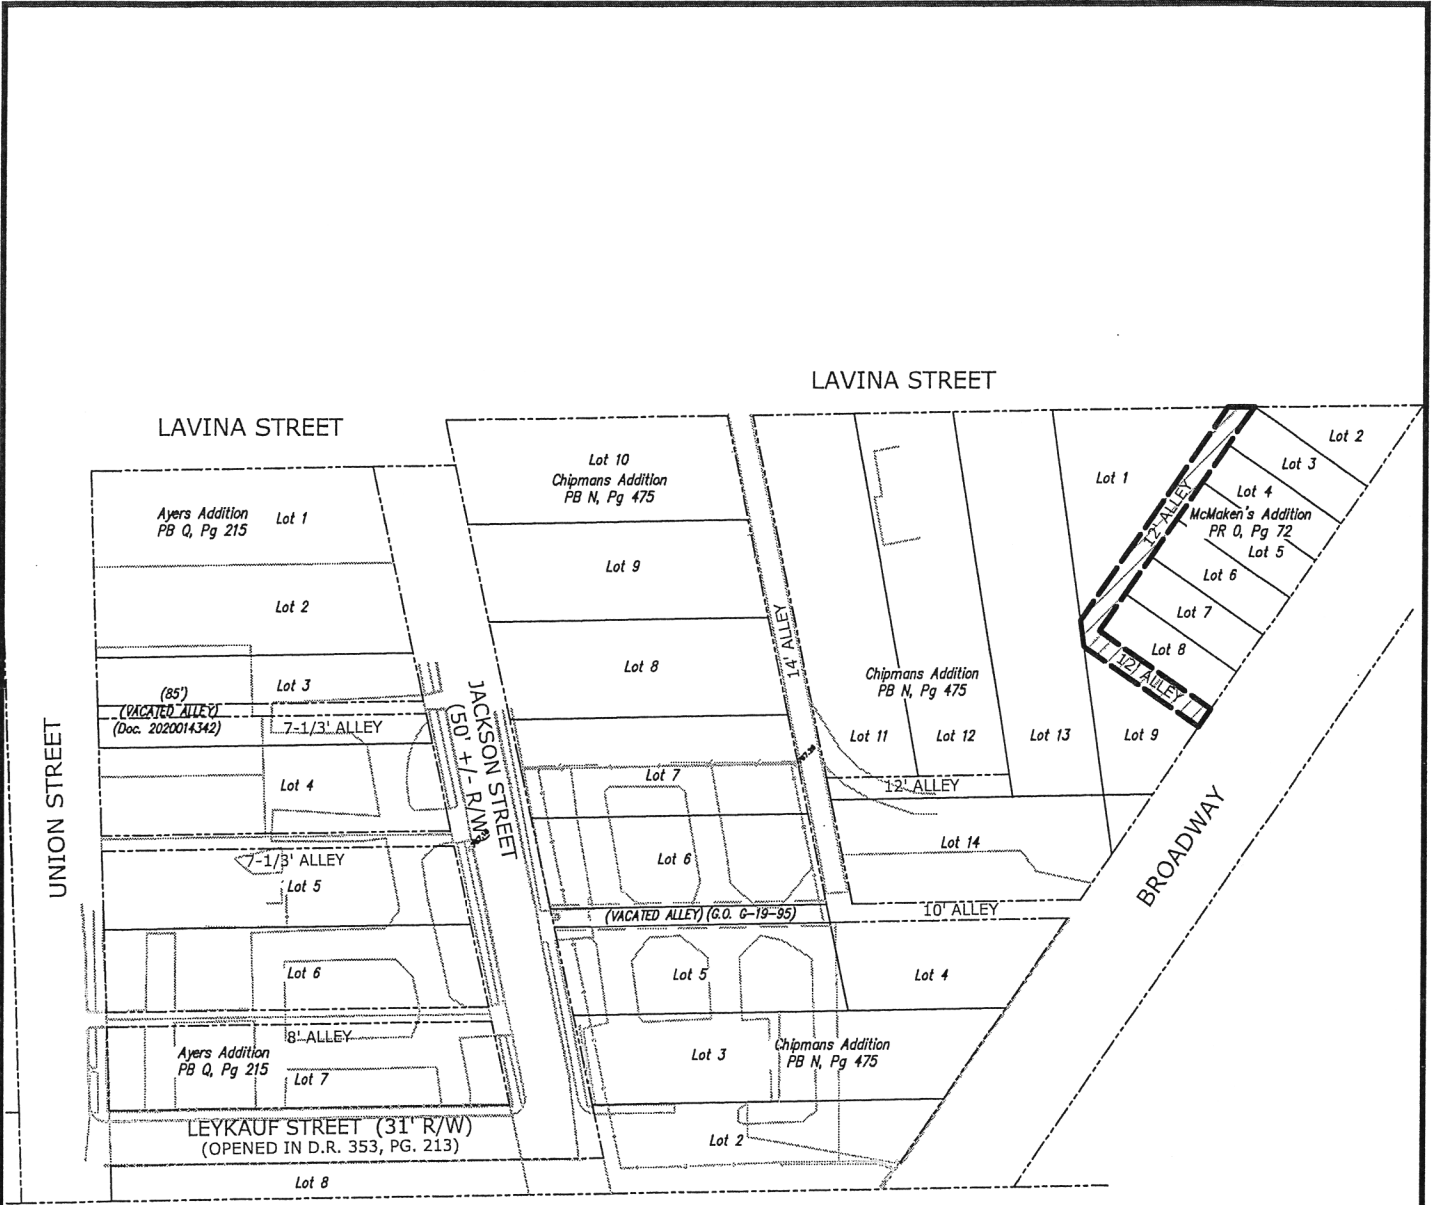 LAVINA STREET
LAVINA STREET
Lot 10
Chipmans Addition
PB N, Pg 475
Lot 9
Lot 8
Lot 7
Lot 6
(VACATED ALLEY) (G.O. G-19-95)
Lot 5
Lot 3
Lot 2
Ayers Addition
PB Q, Pg 215
Lot 1
Lot 2
Lot 3
(85')
(VACATED ALLEY)
(Doc. 2020014342)
7-1/3' ALLEY
Lot 4
7-1/3' ALLEY
Lot 5
Lot 6
8' ALLEY
Ayers Addition
PB Q, Pg 215
Lot 7
LEYKAUF STREET (31' R/W)
(OPENED IN D.R. 353, PG. 213)
Lot 8
UNION STREET
JACKSON STREET
(50' +/- R/W)
14' ALLEY
Chipmans Addition
PB N, Pg 475
Lot 11
Lot 12
Lot 13
Lot 9
12' ALLEY
Lot 14
10' ALLEY
Lot 4
Chipmans Addition
PB N, Pg 475
Lot 1
12' ALLEY
Lot 2
Lot 3
Lot 4
McMaken's Addition
PR O, Pg 72
Lot 5
Lot 6
Lot 7
Lot 8
12' ALLEY
BROADWAY